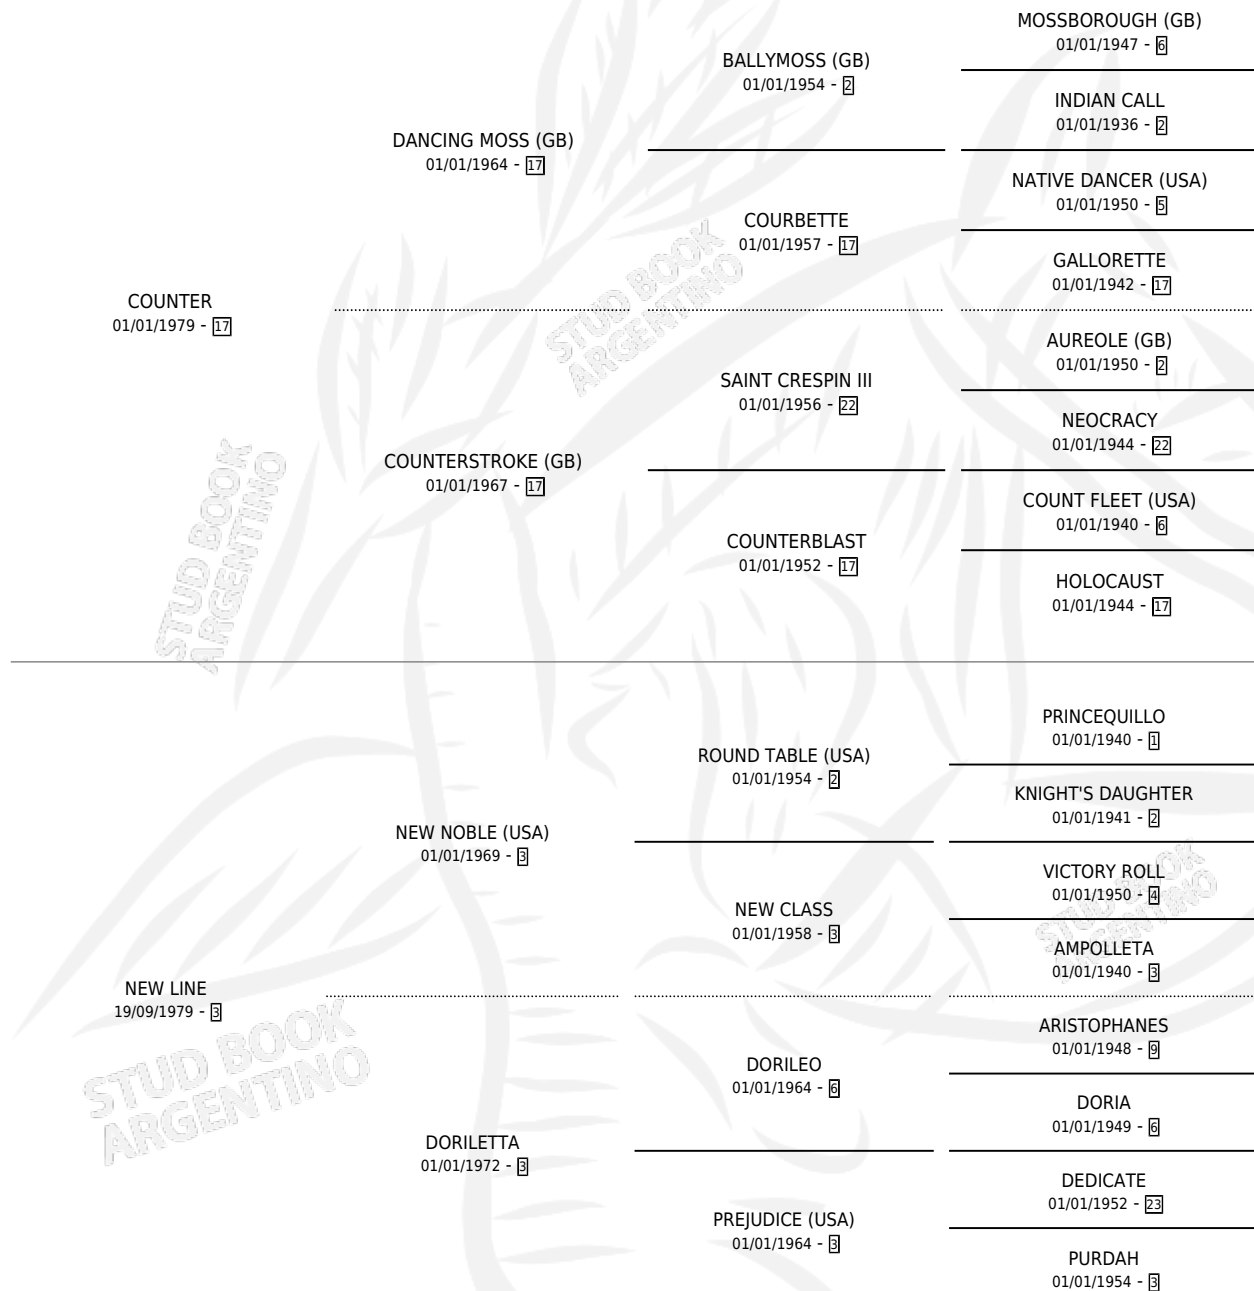 MOSSBOROUGH (GB)
01/01/1947 - 6
BALLYMOSS (GB)
01/01/1954 - 2
INDIAN CALL
01/01/1936 - 2
DANCING MOSS (GB)
01/01/1964 - 17
NATIVE DANCER (USA)
01/01/1950 - 5
COURBETTE
01/01/1957 - 17
GALLORETTE
01/01/1942 - 17
COUNTER
01/01/1979 - 17
AUREOLE (GB)
01/01/1950 - 2
SAINT CRESPIN III
01/01/1956 - 22
NEOCRACY
01/01/1944 - 22
COUNTERSTROKE (GB)
01/01/1967 - 17
COUNT FLEET (USA)
01/01/1940 - 6
COUNTERBLAST
01/01/1952 - 17
HOLOCAUST
01/01/1944 - 17
PRINCEQUILLO
01/01/1940 - 1
ROUND TABLE (USA)
01/01/1954 - 2
KNIGHT'S DAUGHTER
01/01/1941 - 2
NEW NOBLE (USA)
01/01/1969 - 3
VICTORY ROLL
01/01/1950 - 4
NEW CLASS
01/01/1958 - 3
AMPOLLETA
01/01/1940 - 3
NEW LINE
19/09/1979 - 3
ARISTOPHANES
01/01/1948 - 9
DORILEO
01/01/1964 - 6
DORIA
01/01/1949 - 6
DORILETTA
01/01/1972 - 3
DEDICATE
01/01/1952 - 23
PREJUDICE (USA)
01/01/1964 - 3
PURDAH
01/01/1954 - 3
STUD BOOK
ARGENTINO
STUD BOOK
ARGENTINO
STUD BOOK
ARGENTINO
STUD BOOK
ARGENTINO